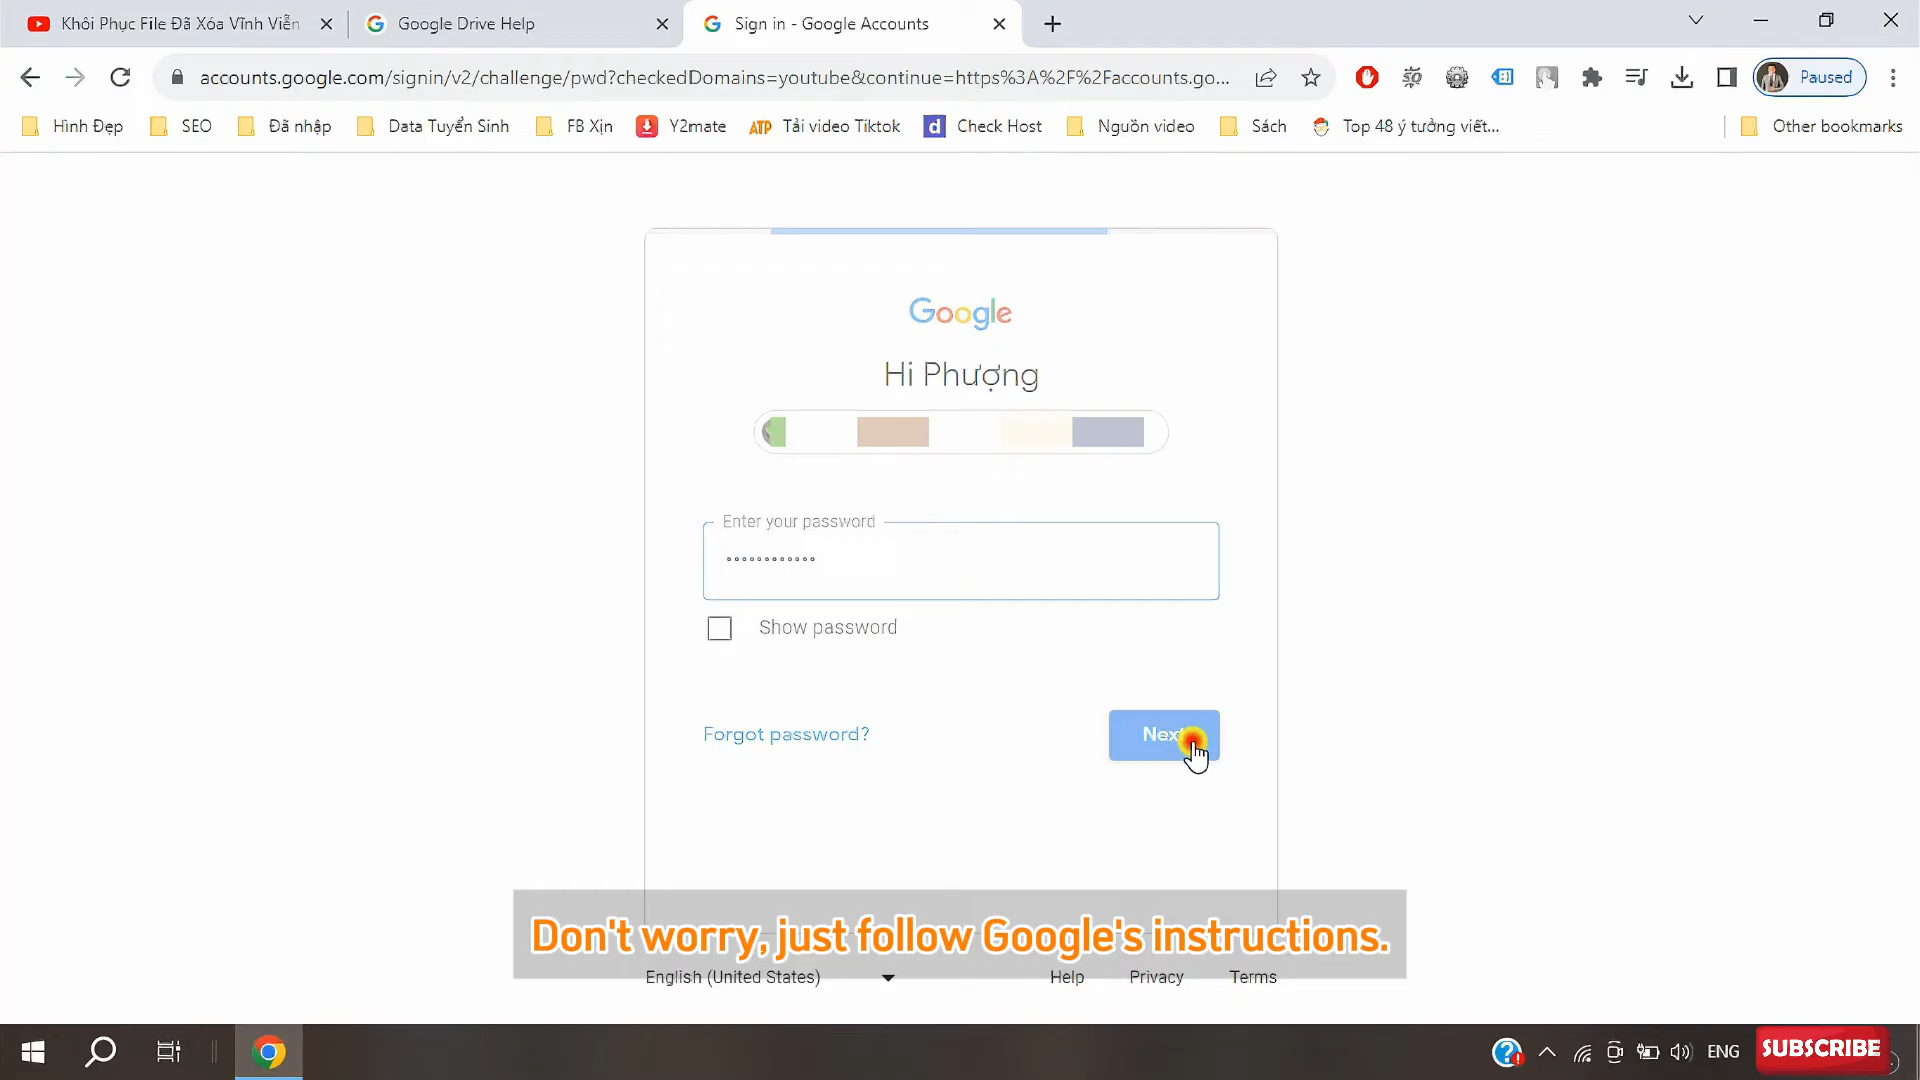 Khôi Phục File Đã Xóa Vĩnh Viễn
Google Drive Help
Sign in - Google Accounts
accounts.google.com/signin/v2/challenge/pwd?checkedDomains=youtube&continue=https%3A%2F%2Faccounts.go...
Paused
Hình Đẹp
SEO
Đã nhập
Data Tuyển Sinh
FB Xịn
Y2mate
ATP
Tải video Tiktok
d
Check Host
Nguồn video
Sách
Top 48 ý tưởng viết...
Other bookmarks
Google
Hi Phượng
Enter your password
Show password
Forgot password?
Next
Don't worry, just follow Google's instructions.
English (United States)
Help
Privacy
Terms
ENG
SUBSCRIBE